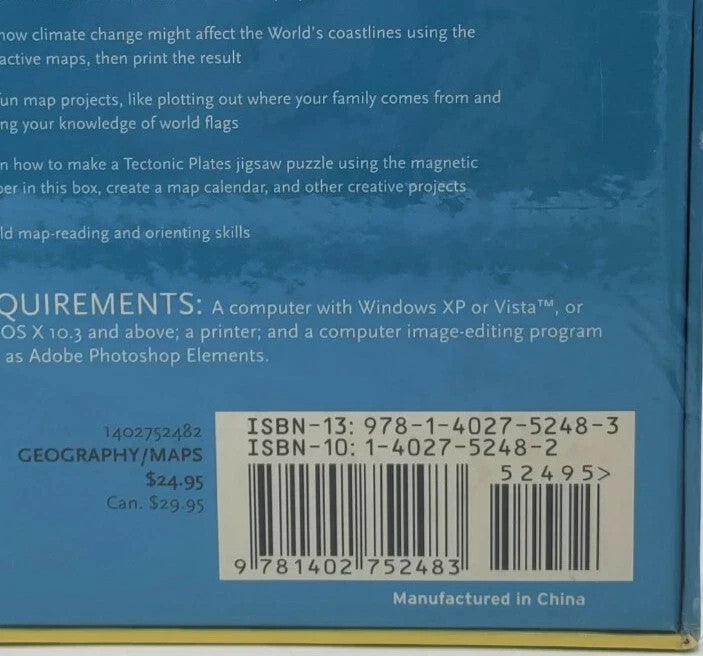 now climate change might affect the World's coastlines using the
active maps, then print the result
fun map projects, like plotting out where your family comes from and
ng your knowledge of world flags
n how to make a Tectonic Plates jigsaw puzzle using the magnetic
per in this box, create a map calendar, and other creative projects
ld map-reading and orienting skills
QUIREMENTS: A computer with Windows XP or Vista™, or
OS X 10.3 and above; a printer; and a computer image-editing program
as Adobe Photoshop Elements.
1402752482
GEOGRAPHY/MAPS
$24.95
Can. $29.95
ISBN-13: 978-1-4027-5248-3
ISBN-10: 1-4027-5248-2
52495>
9 781402 752483
Manufactured in China